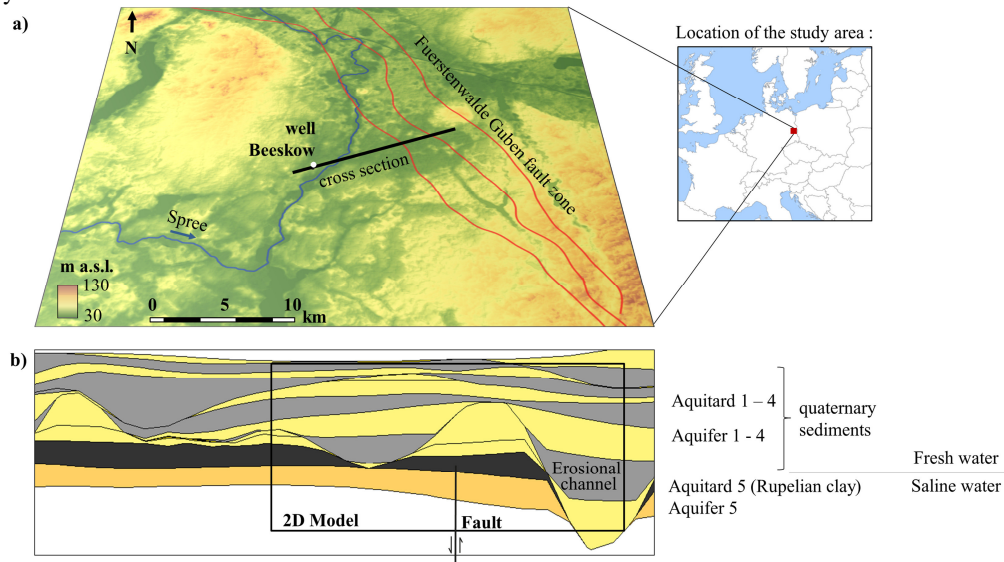 a)
N
well
Beeskow
cross section
Fuerstenwalde Guben fault zone
Spree
m a.s.l.
130
30
0 5 10
km
Location of the study area :
b)
Erosional
channel
2D Model
Fault
Aquitard 1 – 4
Aquifer 1 - 4
quaternary
sediments
Fresh water
Aquitard 5 (Rupelian clay)
Saline water
Aquifer 5